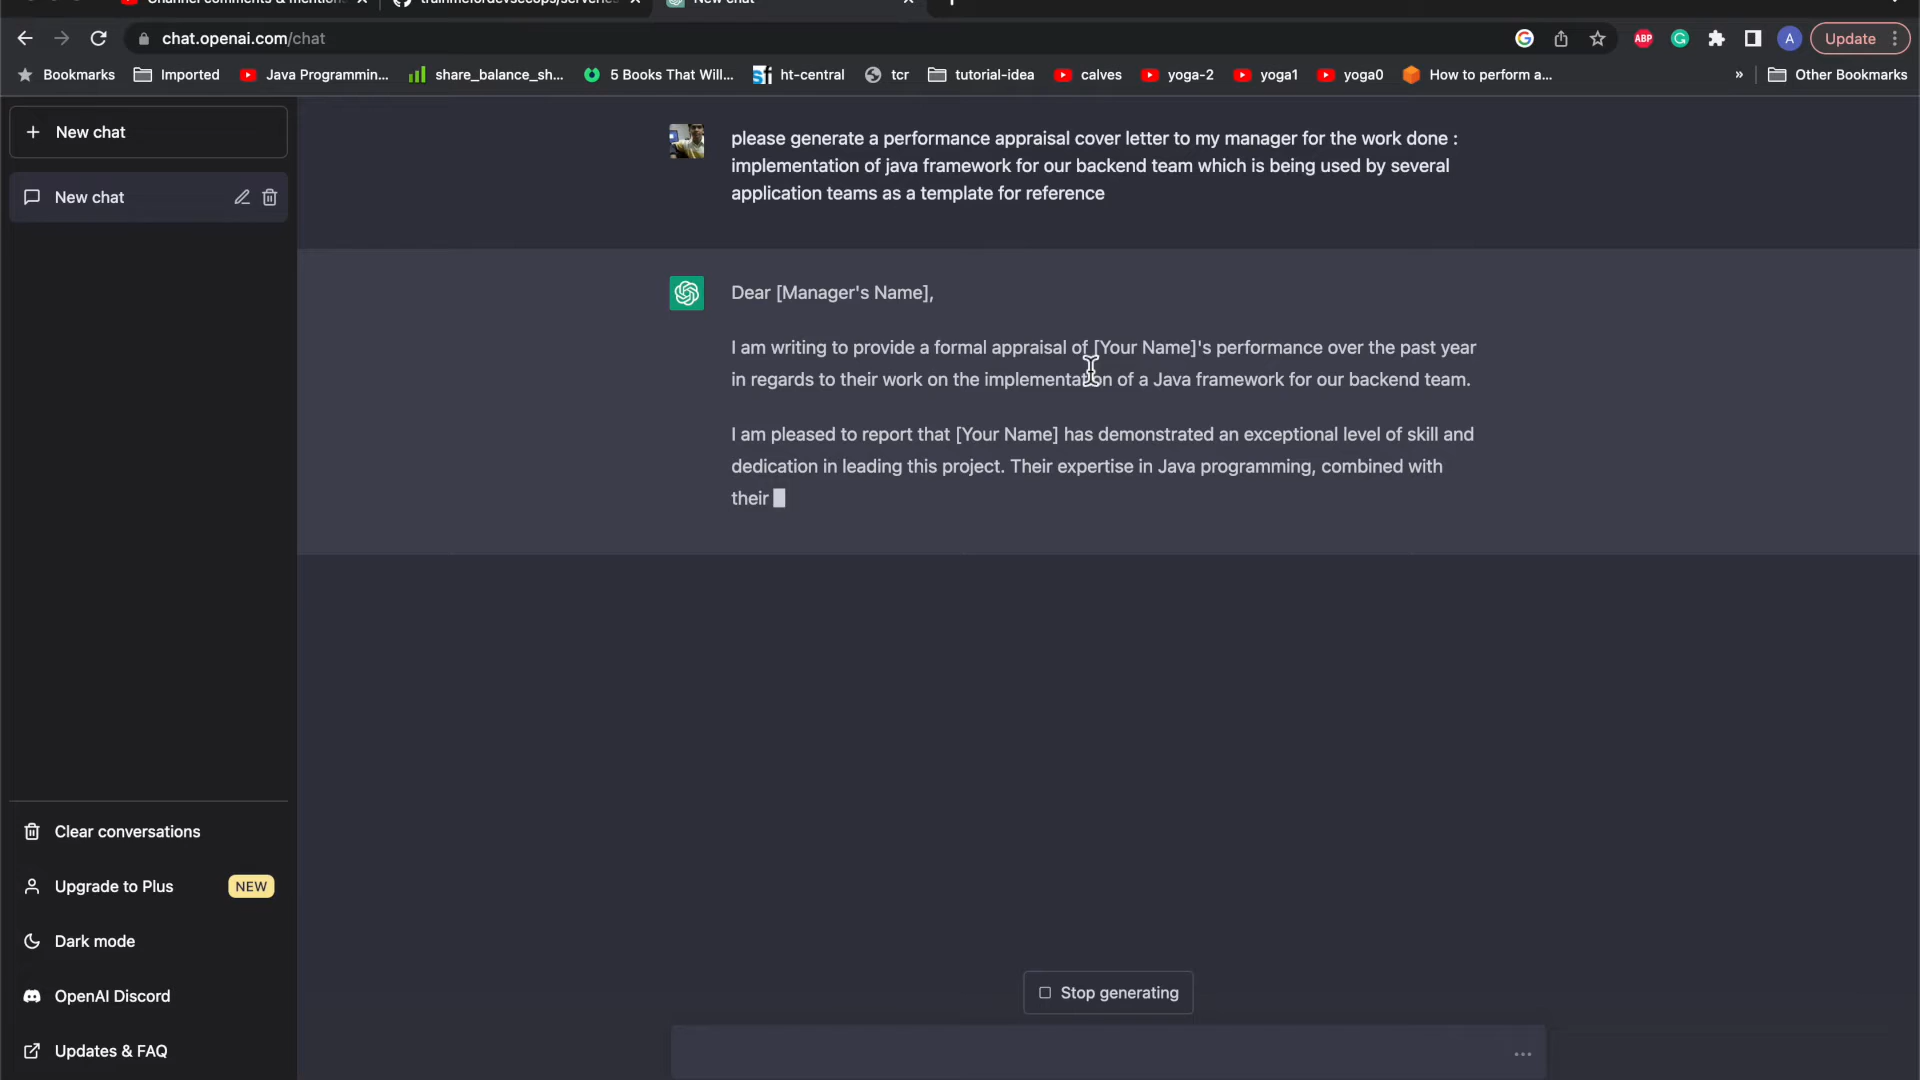 New chat
chat.openai.com/chat
ABP
A
Update
Bookmarks
Imported
Java Programmin...
share_balance_sh...
5 Books That Will...
ht-central
tcr
tutorial-idea
calves
yoga-2
yoga1
yoga0
How to perform a...
»
Other Bookmarks
+ New chat
New chat
please generate a performance appraisal cover letter to my manager for the work done :
implementation of java framework for our backend team which is being used by several
application teams as a template for reference
Dear [Manager's Name],
I am writing to provide a formal appraisal of [Your Name]'s performance over the past year
in regards to their work on the implementation of a Java framework for our backend team.
I am pleased to report that [Your Name] has demonstrated an exceptional level of skill and
dedication in leading this project. Their expertise in Java programming, combined with
their
Clear conversations
Upgrade to Plus
NEW
Dark mode
OpenAI Discord
Updates & FAQ
Stop generating